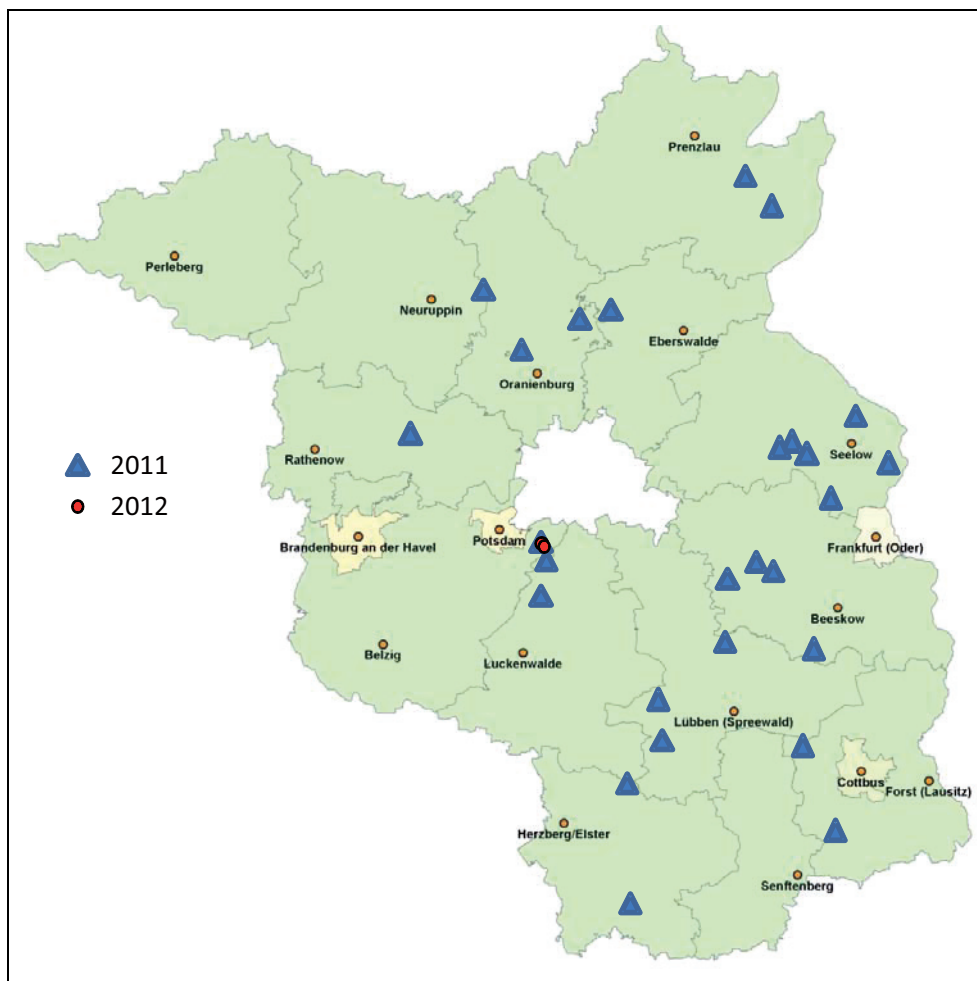 Prenzlau
Perleberg
Neuruppin
Eberswalde
Oranienburg
Rathenow
Seelow
2011
2012
Potsdam
Brandenburg an der Havel
Frankfurt (Oder)
Beeskow
Belzig
Luckenwalde
Lübben (Spreewald)
Cottbus
Forst (Lausitz)
Herzberg/Elster
Senftenberg